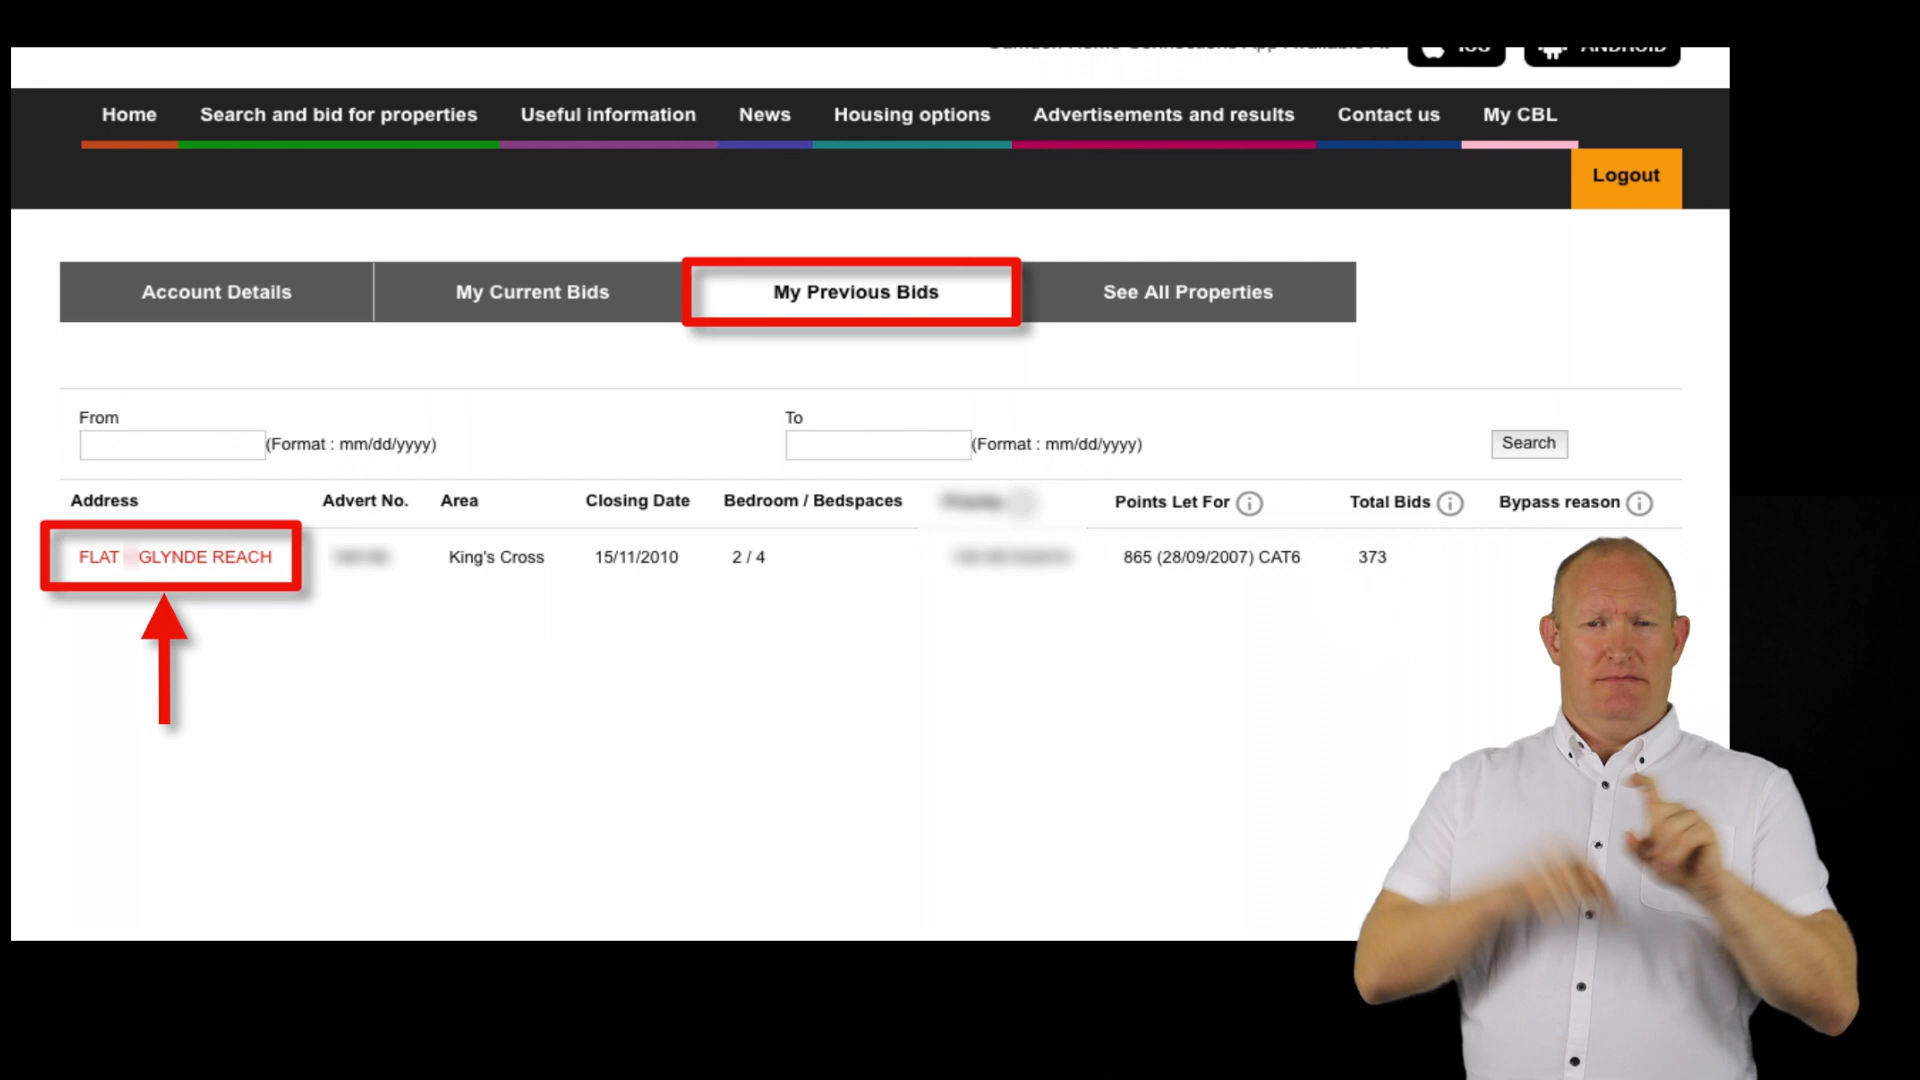 Home Search and bid for properties Useful information News Housing options Advertisements and results Contact us My CBL
Logout
Account Details My Current Bids My Previous Bids See All Properties
From To
(Format : mm/dd/yyyy) (Format : mm/dd/yyyy) Search
Address Advert No. Area Closing Date Bedroom / Bedspaces Points Let For Total Bids Bypass reason
FLAT GLYNDE REACH King's Cross 15/11/2010 2 / 4 865 (28/09/2007) CAT6 373